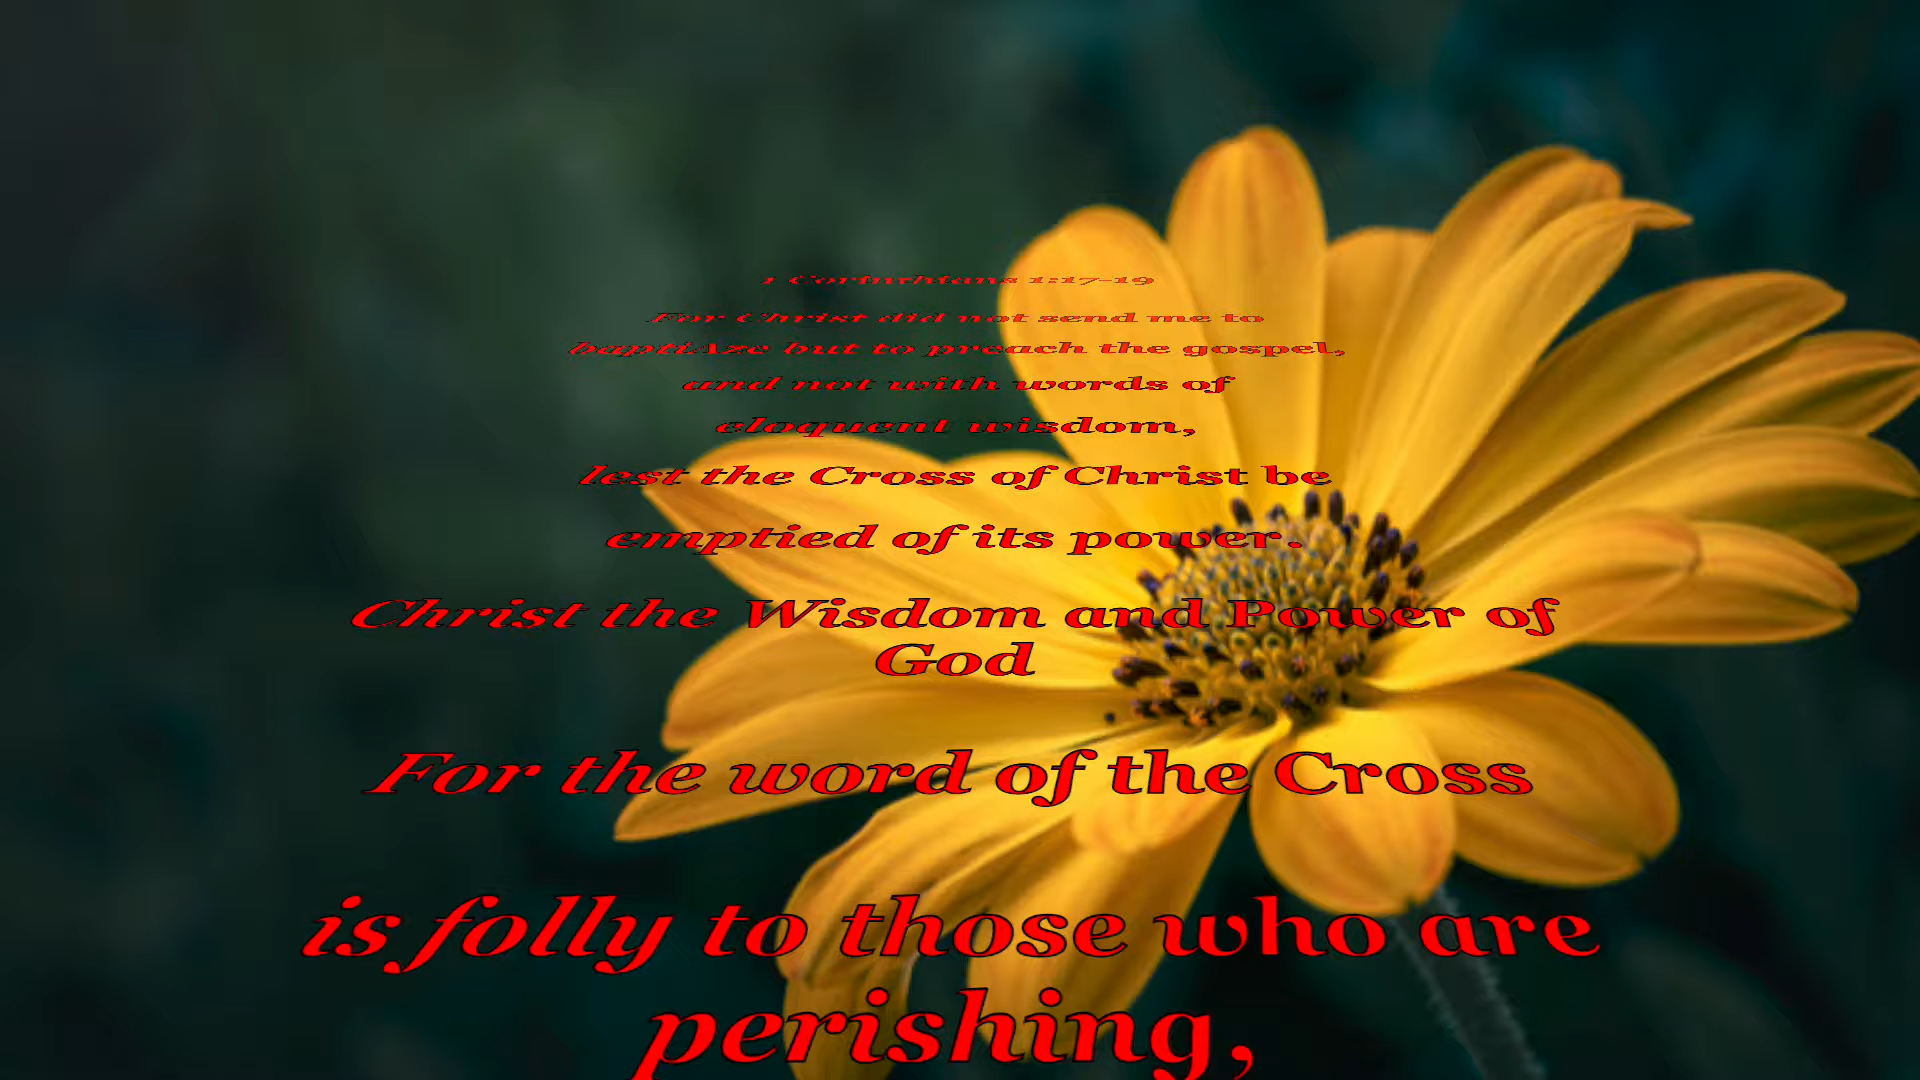 1 Corinthians 1:17-19
For Christ did not send me to
baptiAze but to preach the gospel,
and not with words of
eloquent wisdom,
lest the Cross of Christ be
emptied of its power.
Christ the Wisdom and Power of
God
For the word of the Cross
is folly to those who are
perishing,